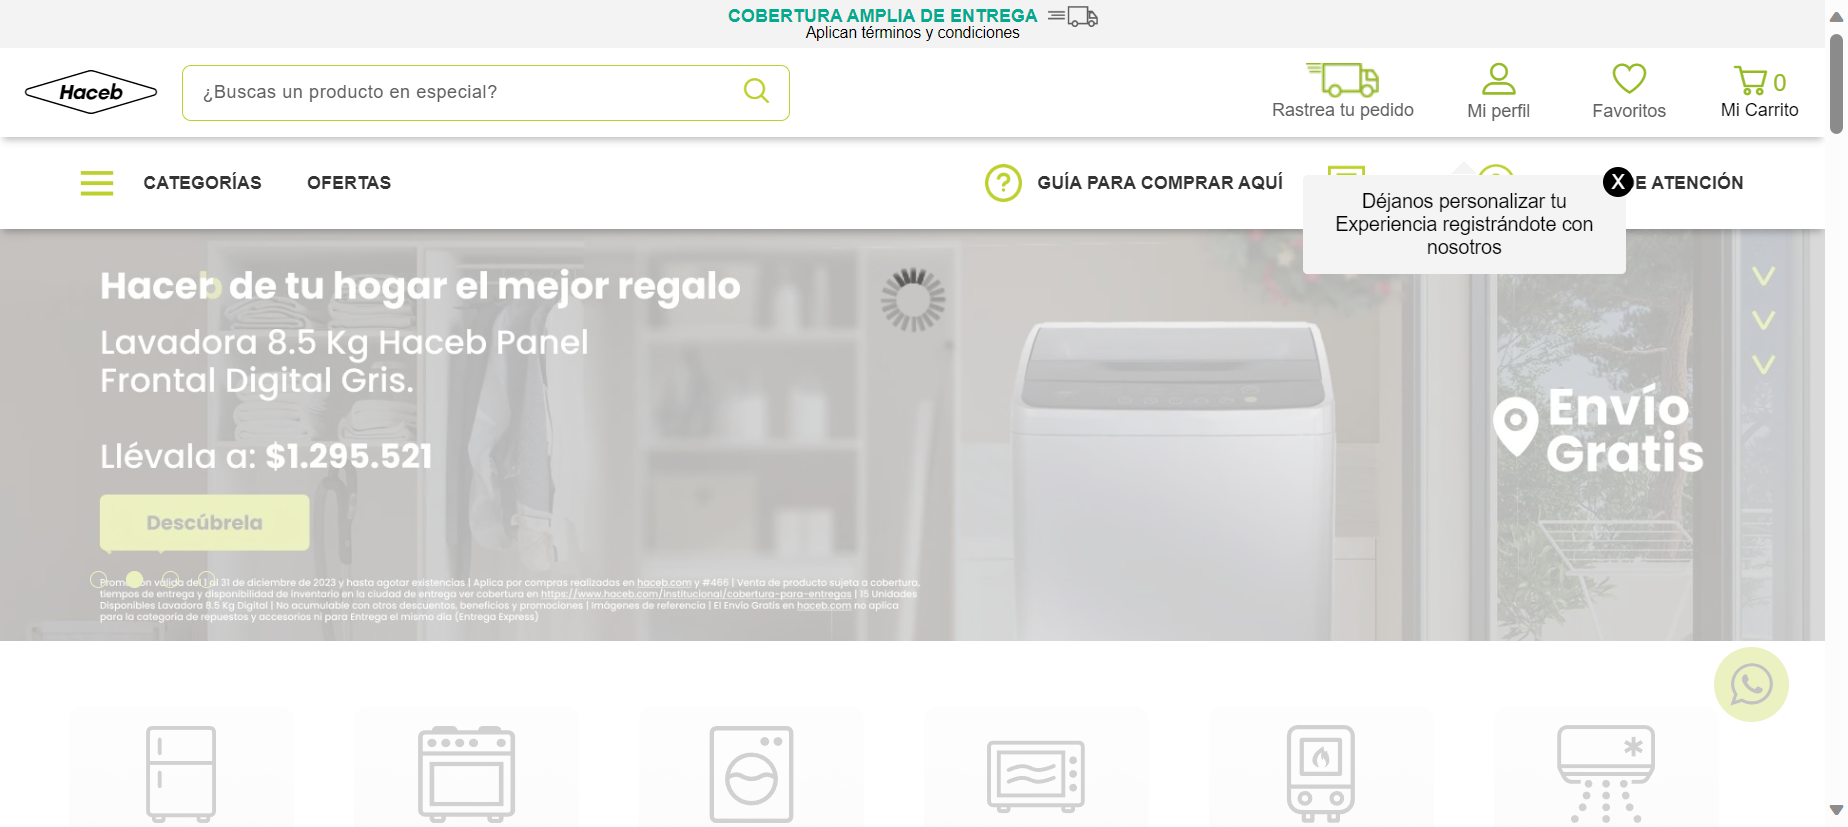 COBERTURA AMPLIA DE ENTREGA
Aplican términos y condiciones
Haceb
¿Buscas un producto en especial?
Rastrea tu pedido
Mi perfil
Favoritos
0
Mi Carrito
CATEGORÍAS
OFERTAS
GUÍA PARA COMPRAR AQUÍ
E ATENCIÓN
X
Déjanos personalizar tu
Experiencia registrándote con
nosotros
Haceb de tu hogar el mejor regalo
Lavadora 8.5 Kg Haceb Panel
Frontal Digital Gris.
Llévala a: $1.295.521
Descúbrela
Envío
Gratis
Promoción válida del 1 al 31 de diciembre de 2023 y hasta agotar existencias | Aplica por compras realizadas en haceb.com y #466 | Venta de producto sujeta a cobertura,
tiempos de entrega y disponibilidad de inventario en la ciudad de entrega ver cobertura en https://www.haceb.com/institucional/cobertura-para-entregas | 15 Unidades
Disponibles Lavadora 8.5 Kg Digital | No acumulable con otros descuentos, beneficios y promociones | Imágenes de referencia | El Envío Gratis en haceb.com no aplica
para la categoría de repuestos y accesorios ni para Entrega el mismo día (Entrega Express)